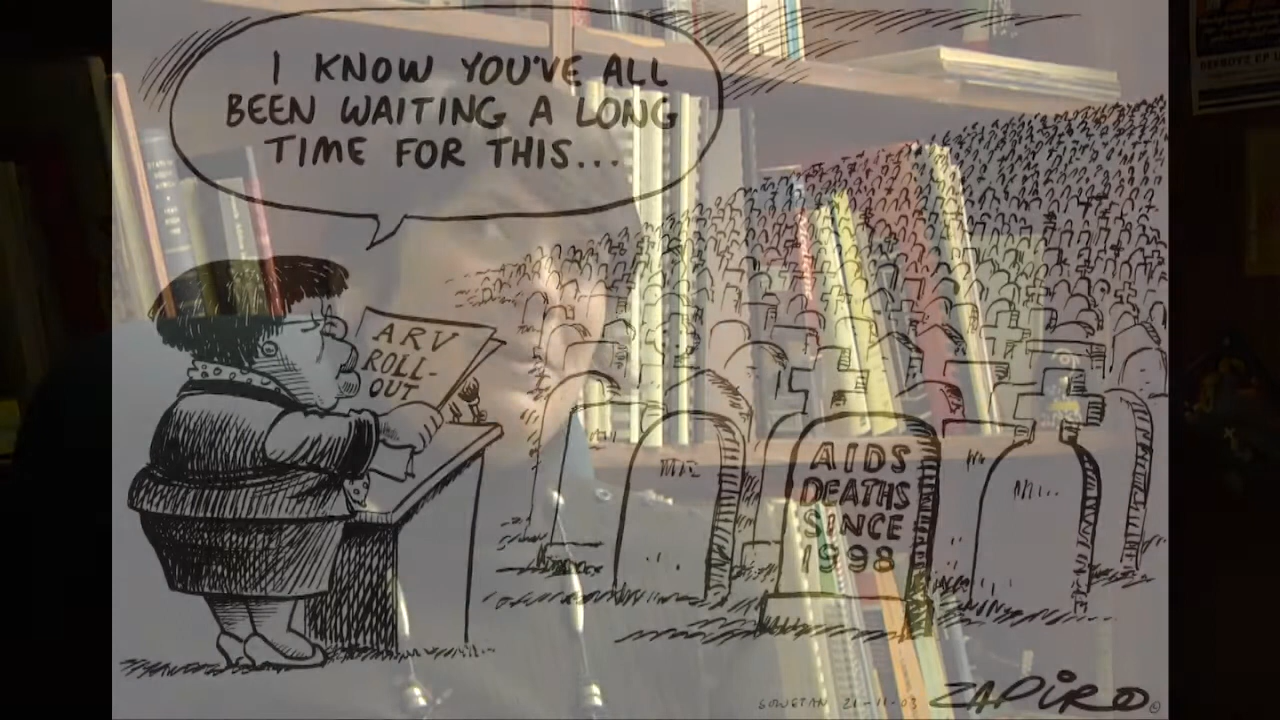 I KNOW YOU'VE ALL
BEEN WAITING A LONG
TIME FOR THIS...
ARV
ROLL-
OUT
AIDS
DEATHS
SINCE
1998
SOWETAN 21-11-03 ZAPIRO